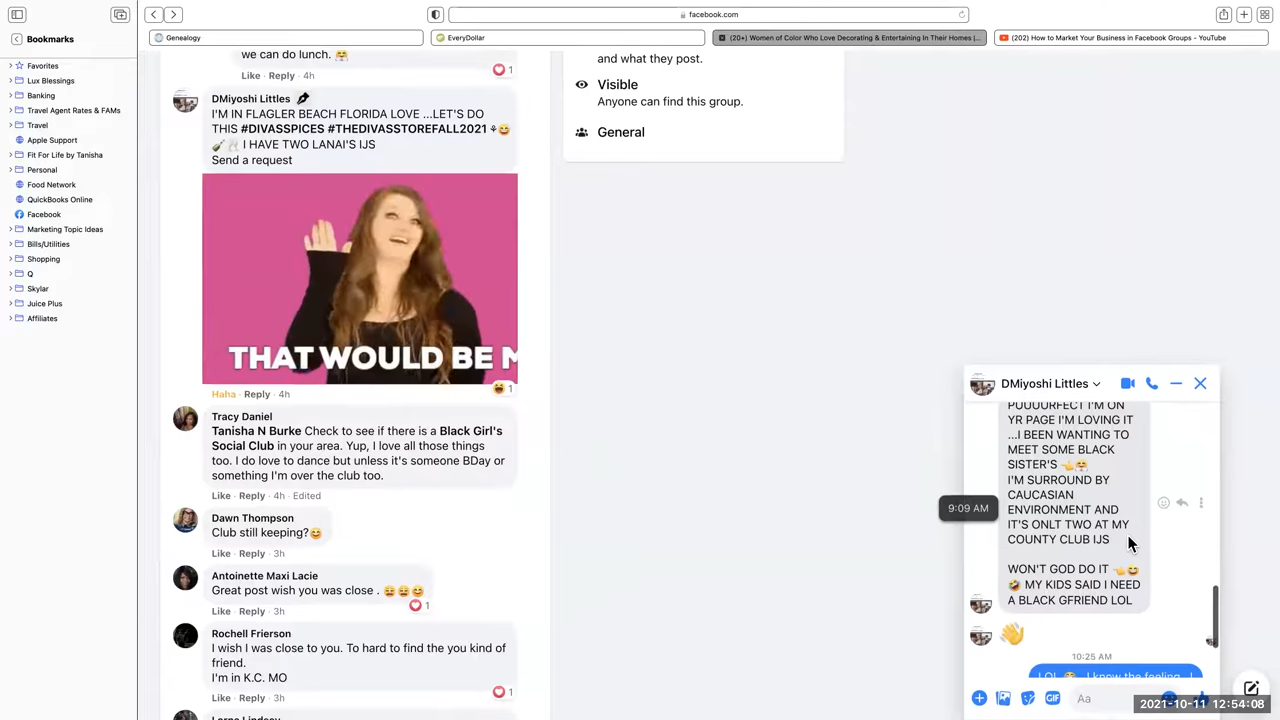 facebook.com
Genealogy
EveryDollar
(20+) Women of Color Who Love Decorating & Entertaining In Their Homes (...
(202) How to Market Your Business in Facebook Groups - YouTube
Bookmarks
Favorites
Lux Blessings
Banking
Travel Agent Rates & FAMs
Travel
Apple Support
Fit For Life by Tanisha
Personal
Food Network
QuickBooks Online
Facebook
Marketing Topic Ideas
Bills/Utilities
Shopping
Q
Skylar
Juice Plus
Affiliates
we can do lunch. 🤗
1
Like · Reply · 4h
DMiyoshi Littles
I'M IN FLAGLER BEACH FLORIDA LOVE ...LET'S DO
THIS #DIVASSPICES #THEDIVASSTOREFALL2021
I HAVE TWO LANAI'S IJS
Send a request
THAT WOULD BE M
1
Haha · Reply · 4h
Tracy Daniel
Tanisha N Burke Check to see if there is a Black Girl's
Social Club in your area. Yup, I love all those things
too. I do love to dance but unless it's someone BDay or
something I'm over the club too.
Like · Reply · 4h · Edited
Dawn Thompson
Club still keeping?😊
Like · Reply · 3h
Antoinette Maxi Lacie
Great post wish you was close . 😩😩😊
1
Like · Reply · 3h
Rochell Frierson
I wish I was close to you. To hard to find the you kind of
friend.
I'm in K.C. MO
1
Like · Reply · 3h
Lorne Lindsey
and what they post.
Visible
Anyone can find this group.
General
DMiyoshi Littles
PUUUURFECT I'M ON
YR PAGE I'M LOVING IT
...I BEEN WANTING TO
MEET SOME BLACK
SISTER'S 👈🤗
I'M SURROUND BY
CAUCASIAN
ENVIRONMENT AND
IT'S ONLT TWO AT MY
COUNTY CLUB IJS
WON'T GOD DO IT 👈😄
🤣 MY KIDS SAID I NEED
A BLACK GFRIEND LOL
9:09 AM
10:25 AM
LOL I know the feeling. I
GIF
Aa
2021-10-11 12:54:08